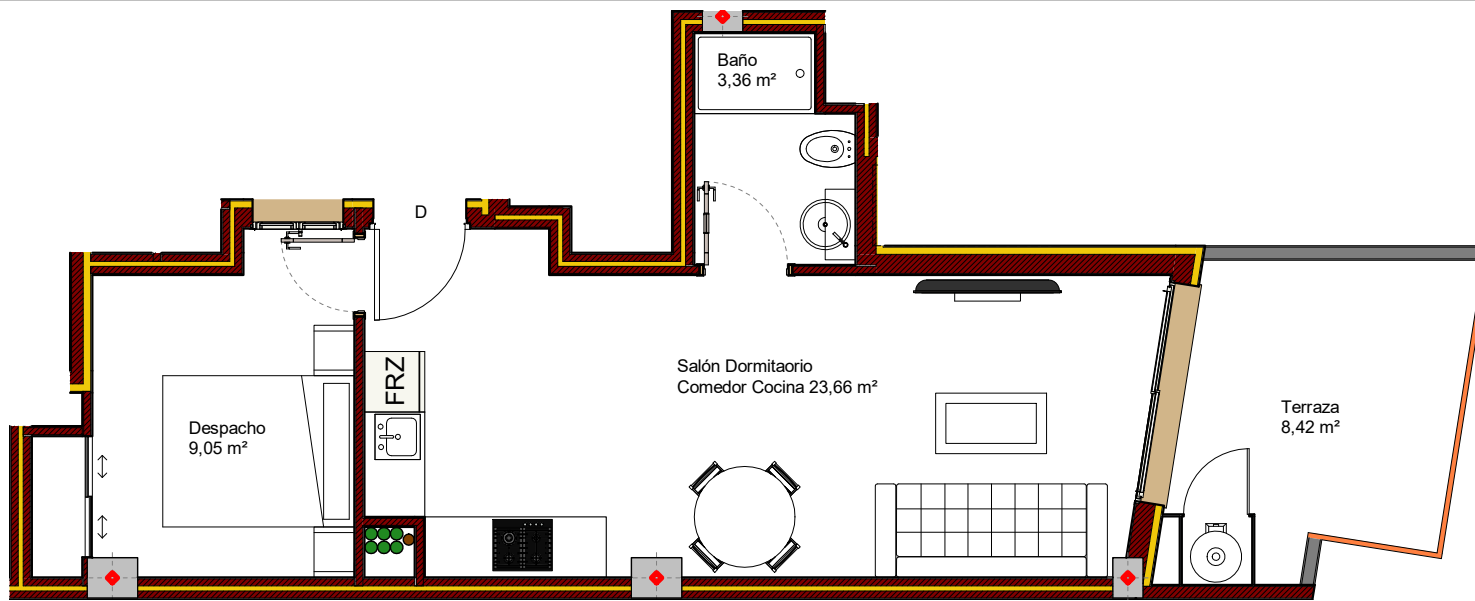 Baño
3,36 m²
D
Salón Dormitaorio
Comedor Cocina 23,66 m²
FRZ
Despacho
9,05 m²
Terraza
8,42 m²